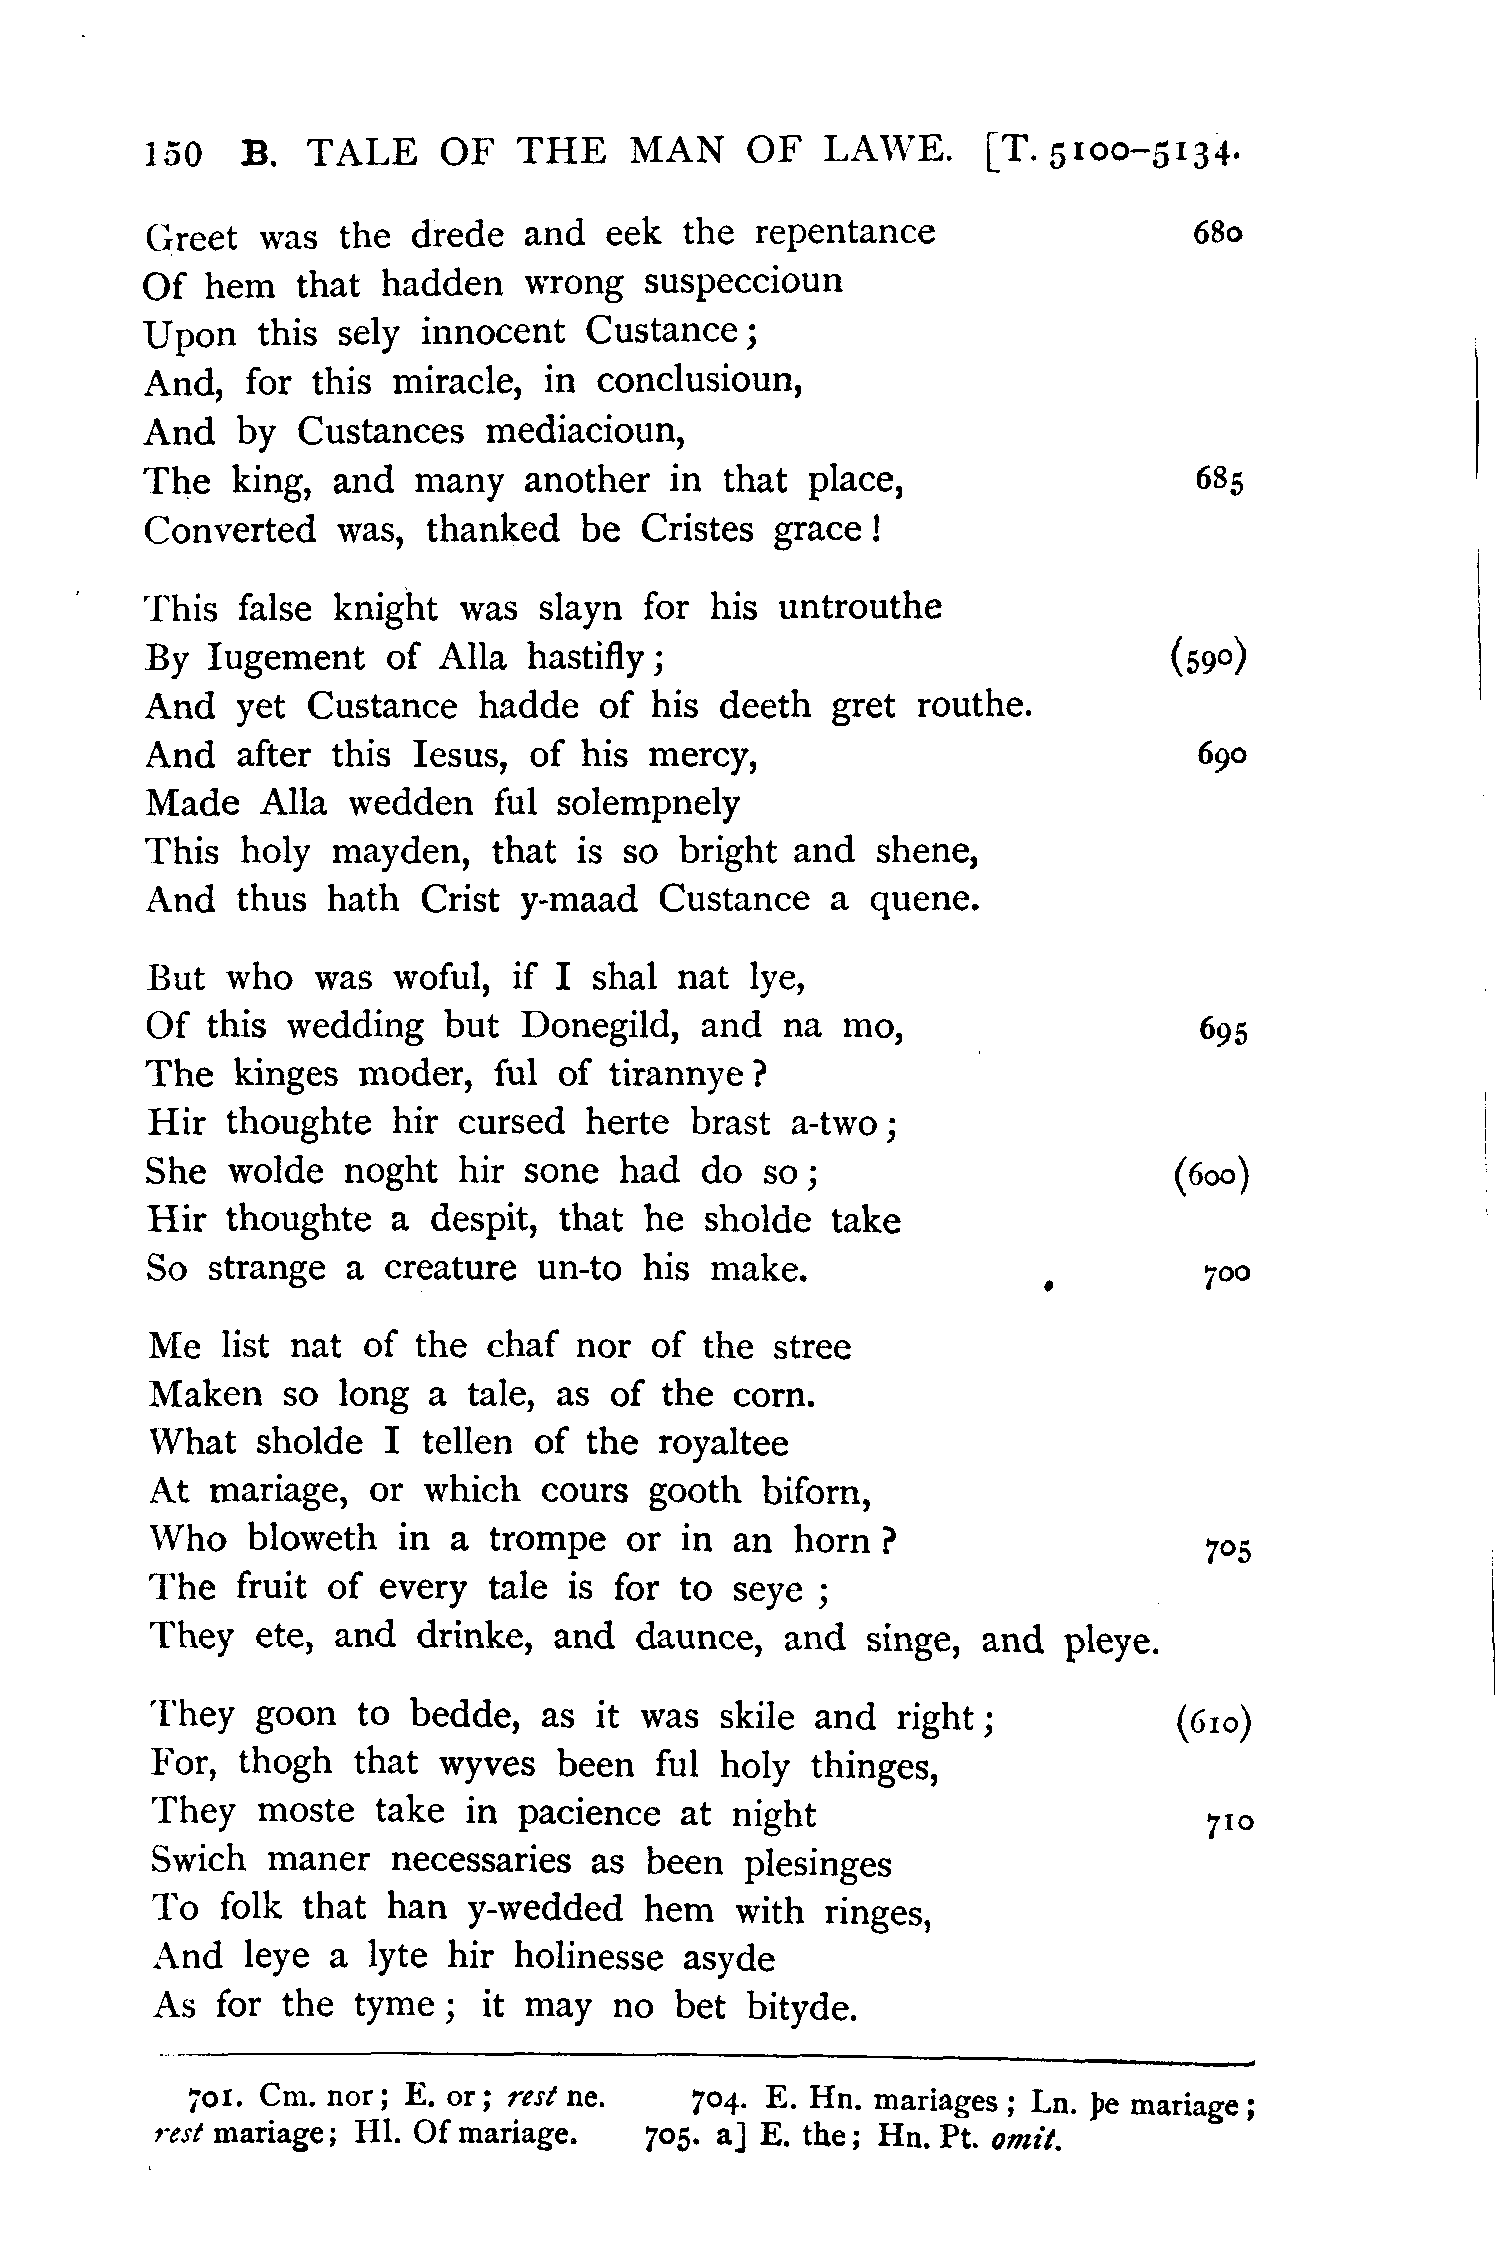 150 B. TALE OF THE MAN OF LAWE. [T. 5100–5134.
Greet was the drede and eek the repentance 680
Of hem that hadden wrong suspeccioun
Upon this sely innocent Custance;
And, for this miracle, in conclusioun,
And by Custances mediacioun,
The king, and many another in that place, 685
Converted was, thanked be Cristes grace!
This false knight was slayn for his untrouthe
By Iugement of Alla hastifly; (590)
And yet Custance hadde of his deeth gret routhe.
And after this Iesus, of his mercy, 690
Made Alla wedden ful solempnely
This holy mayden, that is so bright and shene,
And thus hath Crist y-maad Custance a quene.
But who was woful, if I shal nat lye,
Of this wedding but Donegild, and na mo, 695
The kinges moder, ful of tirannye?
Hir thoughte hir cursed herte brast a-two;
She wolde noght hir sone had do so; (600)
Hir thoughte a despit, that he sholde take
So strange a creature un-to his make. 700
Me list nat of the chaf nor of the stree
Maken so long a tale, as of the corn.
What sholde I tellen of the royaltee
At mariage, or which cours gooth biforn,
Who bloweth in a trompe or in an horn? 705
The fruit of every tale is for to seye;
They ete, and drinke, and daunce, and singe, and pleye.
They goon to bedde, as it was skile and right; (610)
For, thogh that wyves been ful holy thinges,
They moste take in pacience at night 710
Swich maner necessaries as been plesinges
To folk that han y-wedded hem with ringes,
And leye a lyte hir holinesse asyde
As for the tyme; it may no bet bityde.
701. Cm. nor; E. or; rest ne. 704. E. Hn. mariages; Ln. þe mariage;
rest mariage; Hl. Of mariage. 705. a] E. the; Hn. Pt. omit.